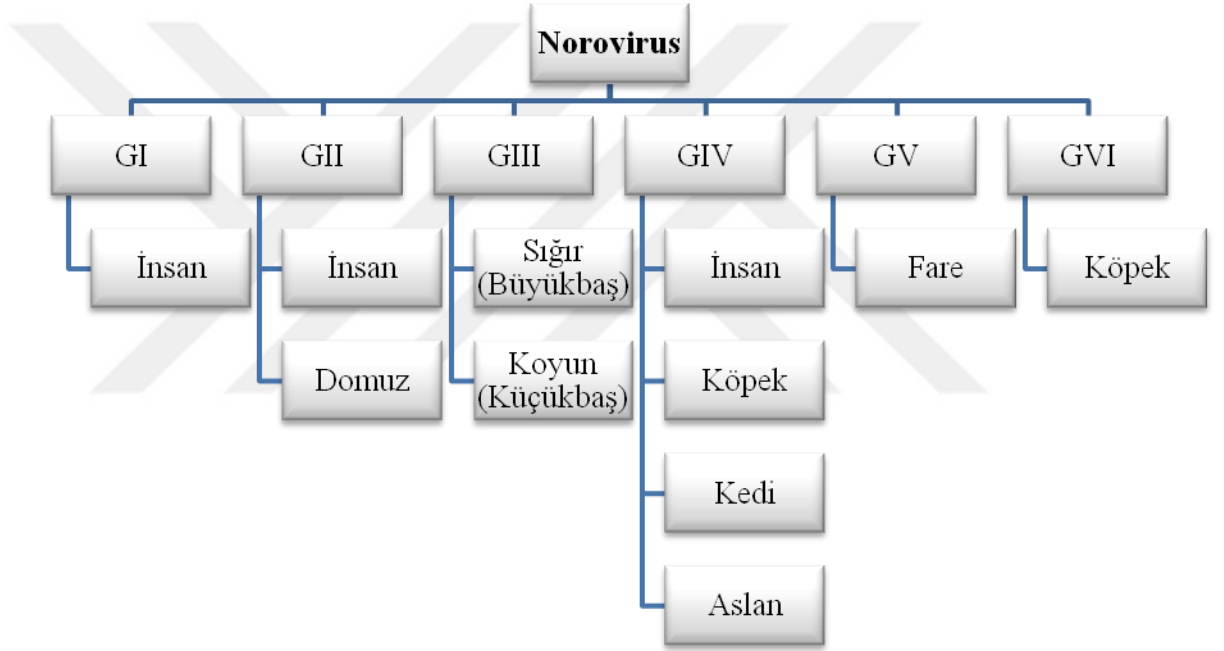 Norovirus
GI
GII
GIII
GIV
GV
GVI
İnsan
İnsan
Domuz
Sığır
(Büyükbaş)
Koyun
(Küçükbaş)
İnsan
Köpek
Kedi
Aslan
Fare
Köpek